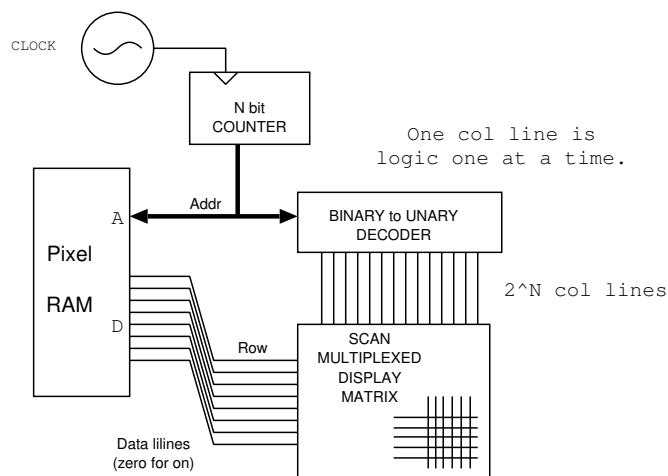 CLOCK
N bit
COUNTER
One col line is
logic one at a time.
Addr
A
BINARY to UNARY
DECODER
Pixel
RAM
D
2^N col lines
Row
SCAN
MULTIPLEXED
DISPLAY
MATRIX
Data lilines
(zero for on)